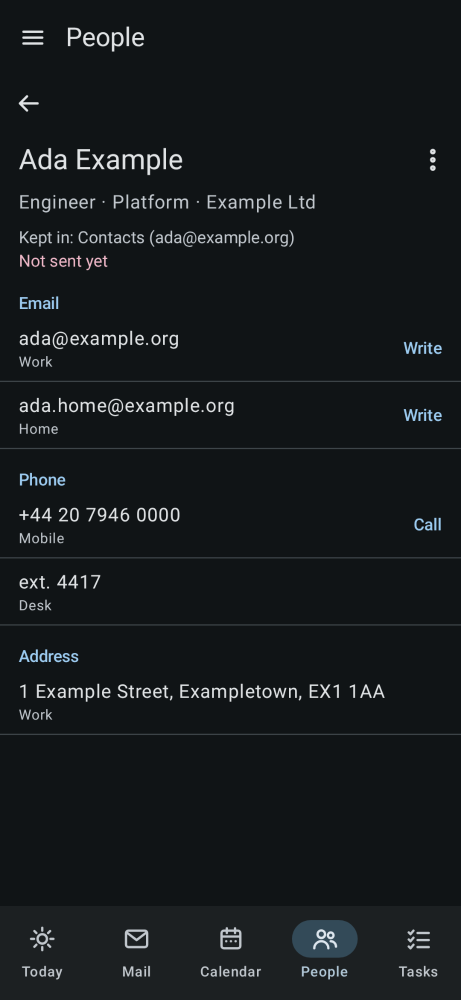 People
Ada Example
Engineer · Platform · Example Ltd
Kept in: Contacts (ada@example.org)
Not sent yet
Email
ada@example.org
Work
Write
ada.home@example.org
Home
Write
Phone
+44 20 7946 0000
Mobile
Call
ext. 4417
Desk
Address
1 Example Street, Exampletown, EX1 1AA
Work
Today
Mail
Calendar
People
Tasks